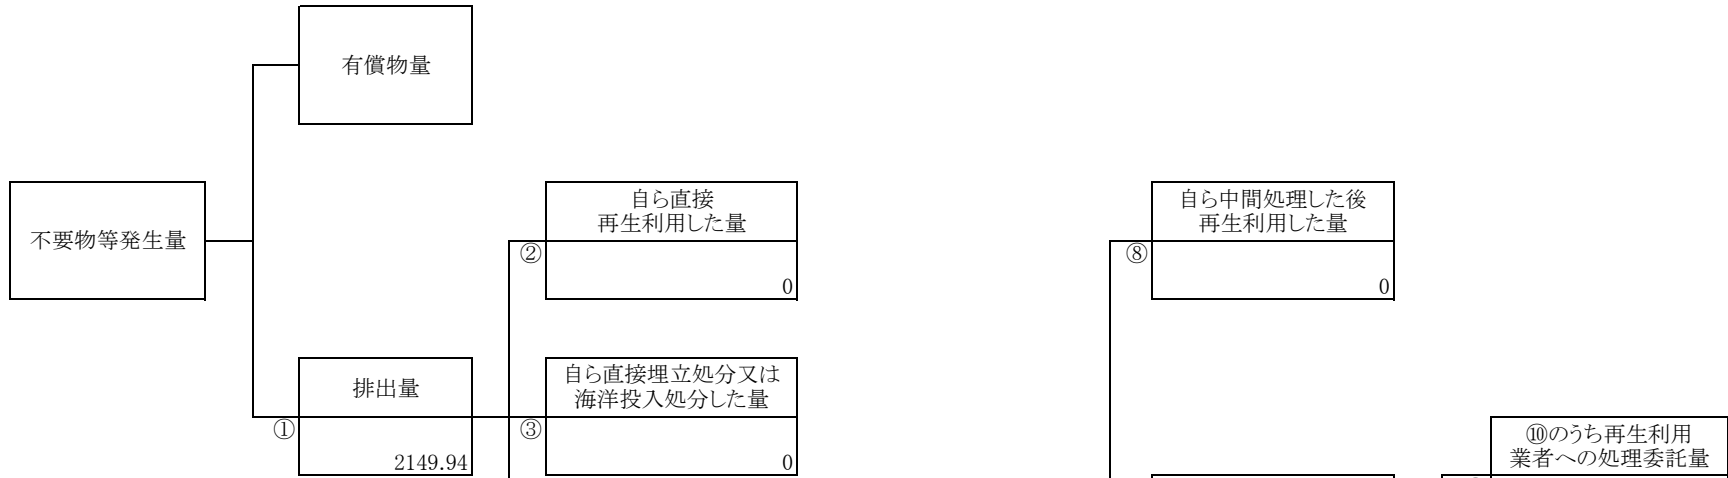 有償物量
不要物等発生量
自ら直接
再生利用した量
②
0
自ら中間処理した後
再生利用した量
⑧
0
排出量
①
2149.94
自ら直接埋立処分又は
海洋投入処分した量
③
0
⑩のうち再生利用
業者への処理委託量